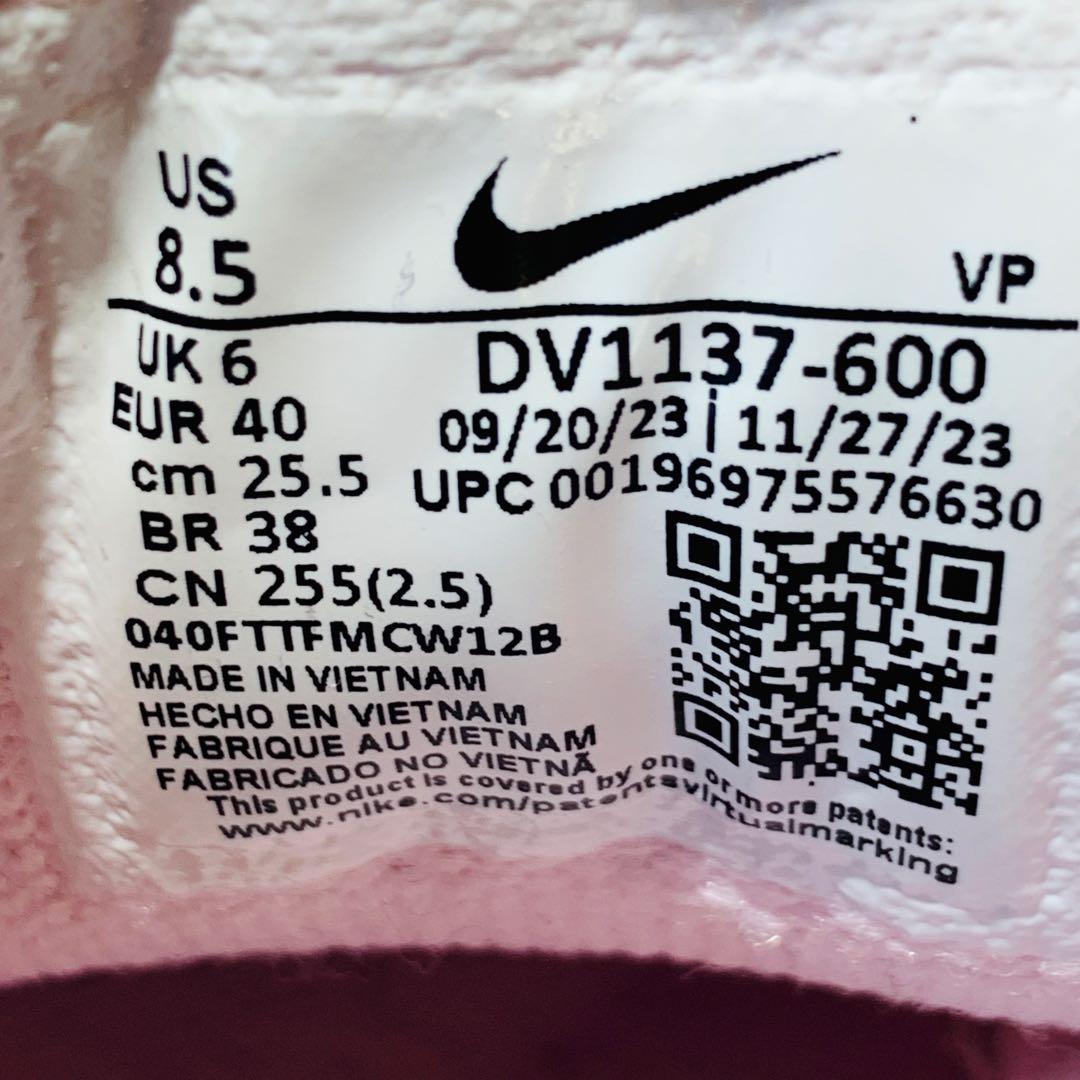 US
8.5
VP
UK 6
EUR 40
cm 25.5
BR 38
CN 255(2.5)
DV1137-600
09/20/23 | 11/27/23
UPC 00196975576630
040FTTFMCW12B
MADE IN VIETNAM
HECHO EN VIETNAM
FABRIQUE AU VIETNAM
FABRICADO NO VIETNÃ
This product is covered by one or more patents:
www.nike.com/patentsvirtualmarking